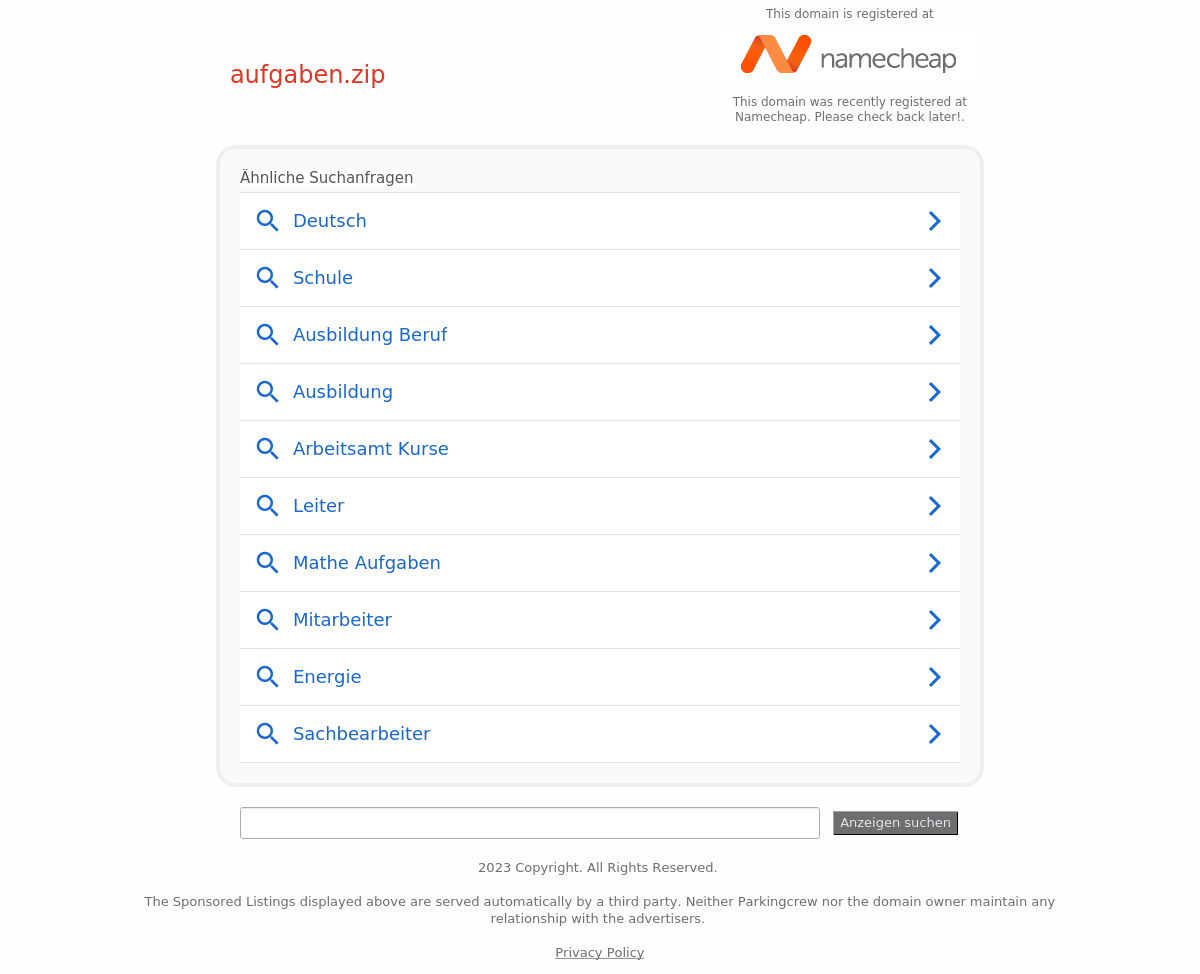 This domain is registered at
namecheap
aufgaben.zip
This domain was recently registered at
Namecheap. Please check back later!.
Ähnliche Suchanfragen
Deutsch
Schule
Ausbildung Beruf
Ausbildung
Arbeitsamt Kurse
Leiter
Mathe Aufgaben
Mitarbeiter
Energie
Sachbearbeiter
Anzeigen suchen
2023 Copyright. All Rights Reserved.
The Sponsored Listings displayed above are served automatically by a third party. Neither Parkingcrew nor the domain owner maintain any
relationship with the advertisers.
Privacy Policy